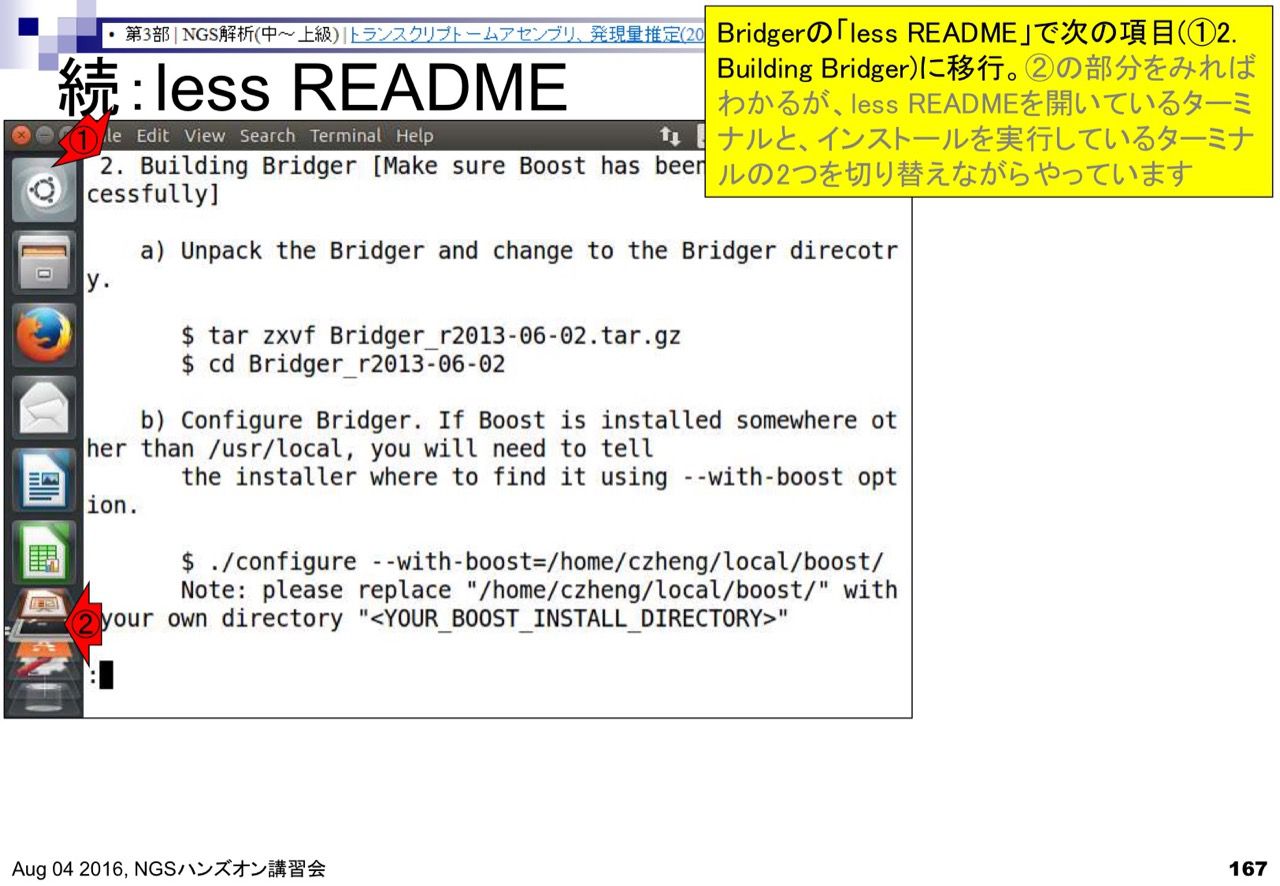 ・第3部 | NGS解析(中～上級) | トランスクリプトームアセンブリ、発現量推定(20
Bridgerの「less README」で次の項目(①2.
Building Bridger)に移行。②の部分をみれば
わかるが、less READMEを開いているターミ
ナルと、インストールを実行しているターミナ
ルの2つを切り替えながらやっています
続：less README
①
Edit View Search Terminal Help
2. Building Bridger [Make sure Boost has been
cessfully]
a) Unpack the Bridger and change to the Bridger direcotr
y.
$ tar zxvf Bridger_r2013-06-02.tar.gz
$ cd Bridger_r2013-06-02
b) Configure Bridger. If Boost is installed somewhere ot
her than /usr/local, you will need to tell
the installer where to find it using --with-boost opt
ion.
$ ./configure --with-boost=/home/czheng/local/boost/
Note: please replace "/home/czheng/local/boost/" with
② your own directory "<YOUR_BOOST_INSTALL_DIRECTORY>"
:
Aug 04 2016, NGSハンズオン講習会
167